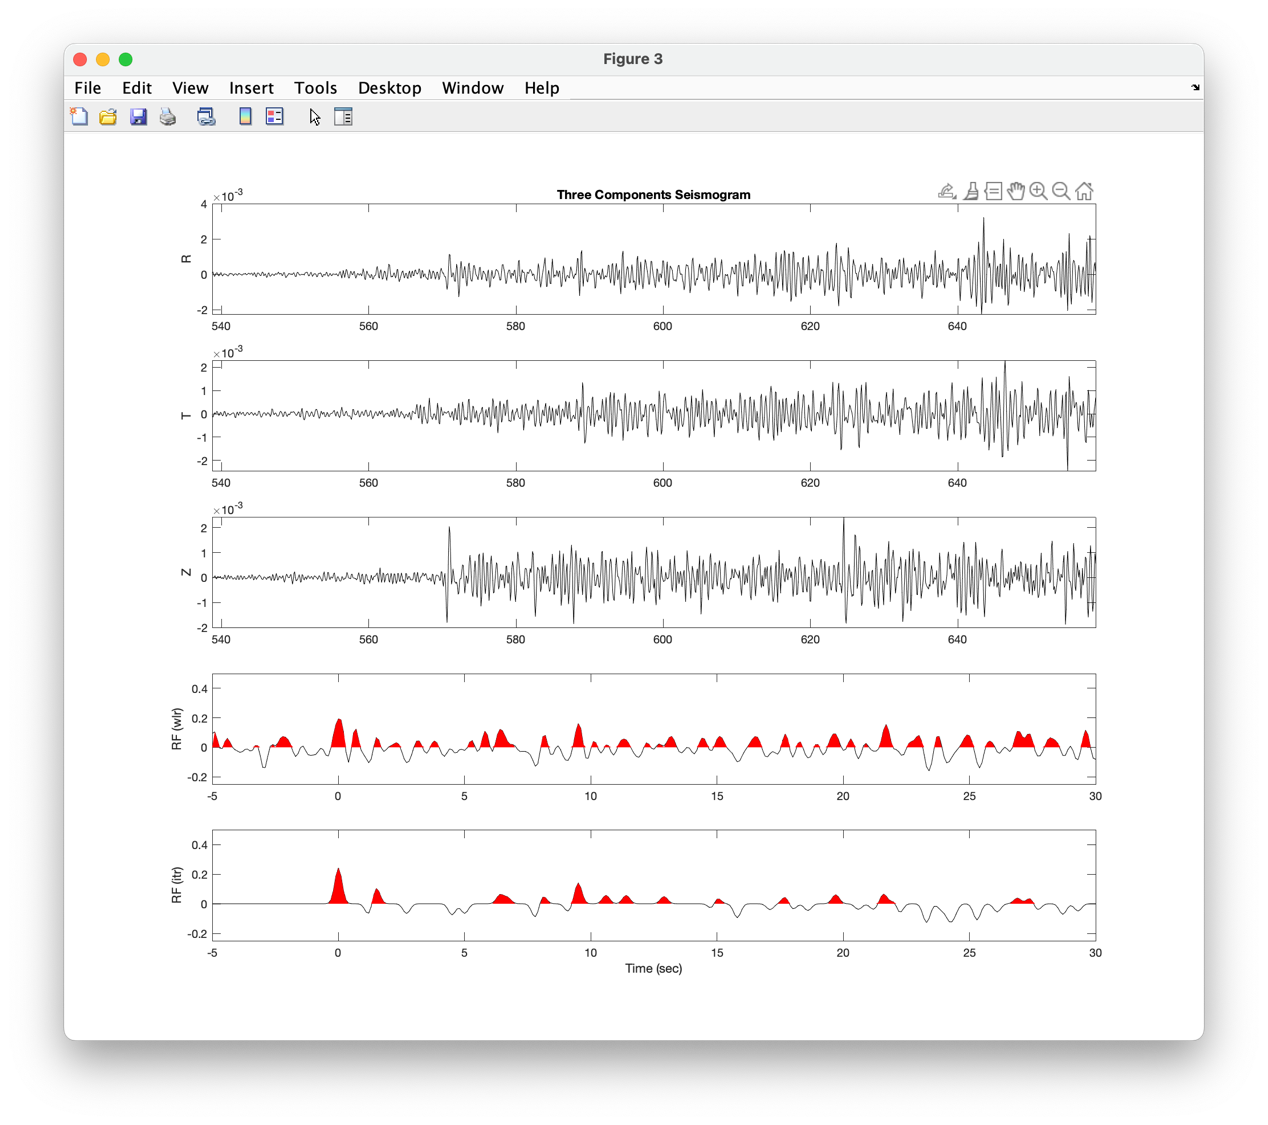 Figure 3
File Edit View Insert Tools Desktop Window Help
Three Components Seismogram
×10-3
4
2
0
-2
R
540 560 580 600 620 640
×10-3
2
1
0
-1
-2
T
540 560 580 600 620 640
×10-3
2
1
0
-1
-2
Z
540 560 580 600 620 640
0.4
0.2
0
-0.2
RF (wlr)
-5 0 5 10 15 20 25 30
0.4
0.2
0
-0.2
RF (itr)
-5 0 5 10 15 20 25 30
Time (sec)